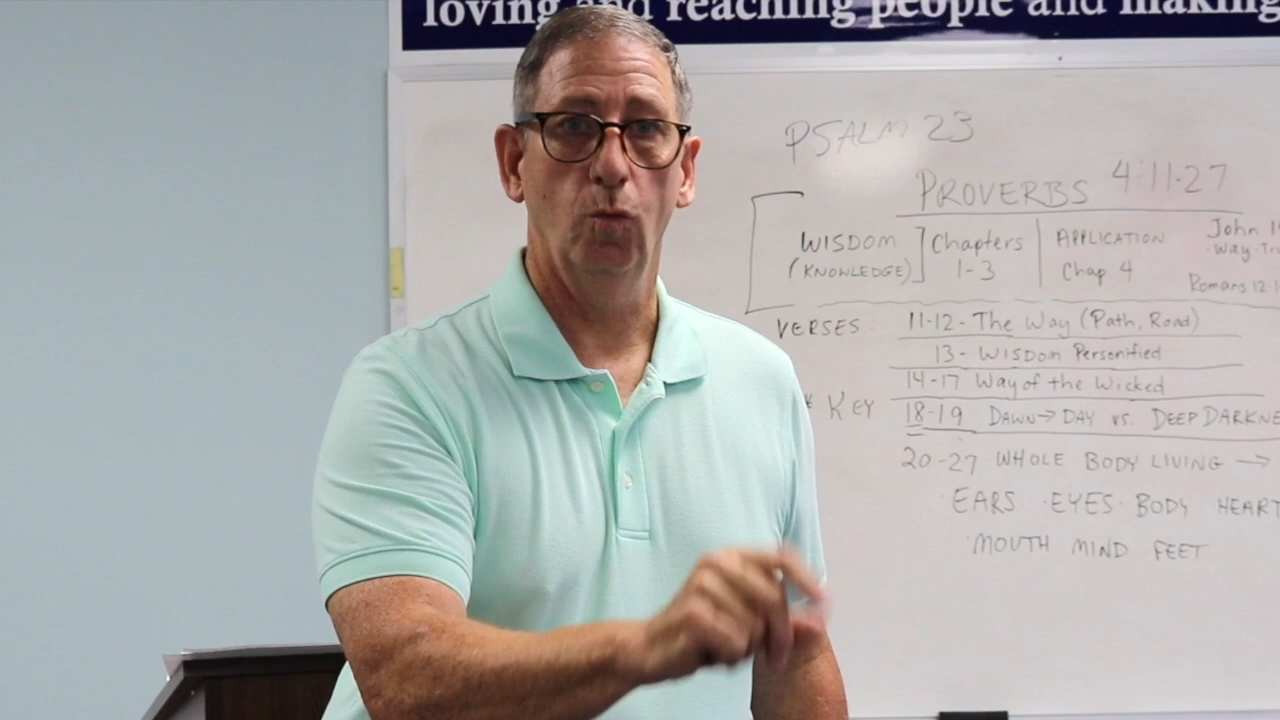 loving and reaching people and making
PSALM 23
PROVERBS 4:11-27
WISDOM
(KNOWLEDGE)
Chapters
1-3
APPLICATION
Chap. 4
John
Way
Romans 12:1
VERSES: 11-12 - The Way (Path, Road)
13 - WISDOM Personified
14-17 Way of the Wicked
* KEY 18-19 DAWN → DAY VS. DEEP DARKNE
20-27 WHOLE BODY LIVING →
EARS · EYES · BODY · HEART
· MOUTH MIND FEET